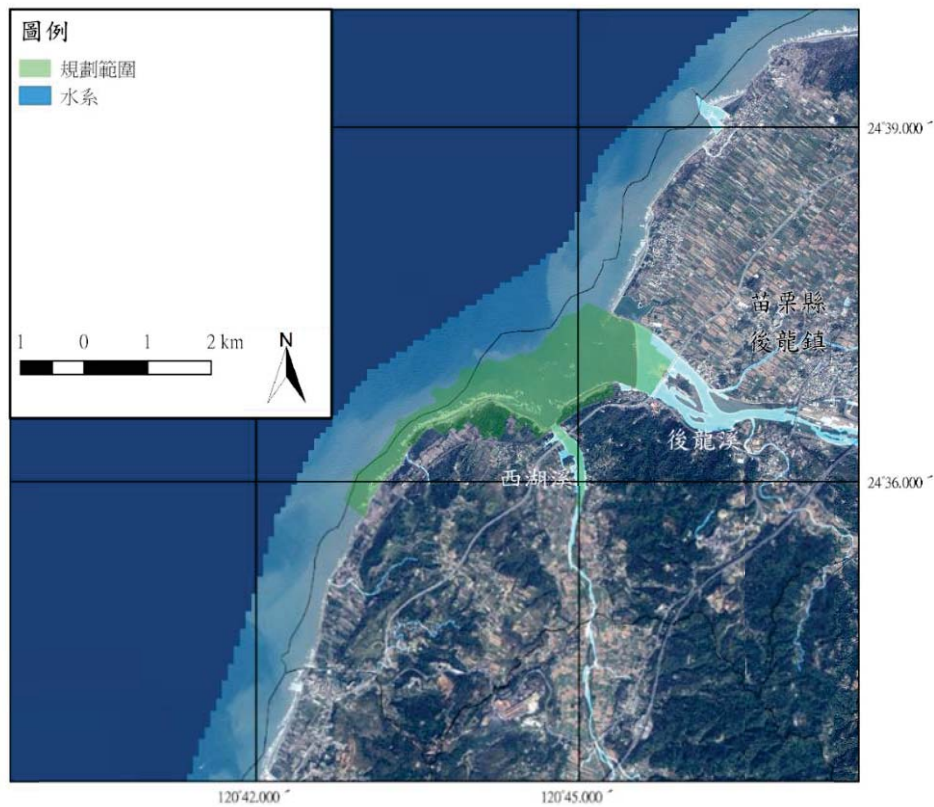 圖例
規劃範圍
水系
1 0 1 2 km
N
24°39.000´
苗栗縣
後龍鎮
後龍溪
西湖溪
24°36.000´
120°42.000´
120°45.000´